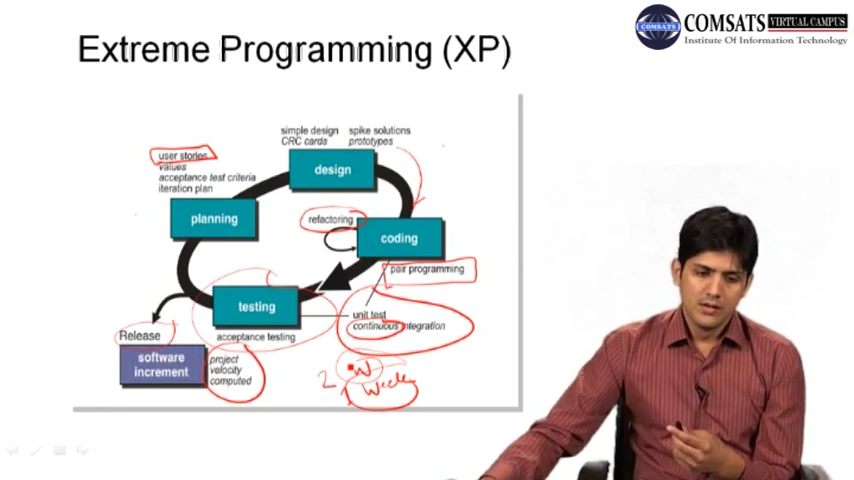 COMSATS
VIRTUAL CAMPUS
COMSATS
Institute Of Information Technology
Extreme Programming (XP)
simple design
CRC cards
spike solutions
prototypes
user stories
values
acceptance test criteria
iteration plan
design
planning
refactoring
coding
pair programming
testing
unit test
continuous integration
acceptance testing
Release
software
increment
project
velocity
computed
2 W
1 Week